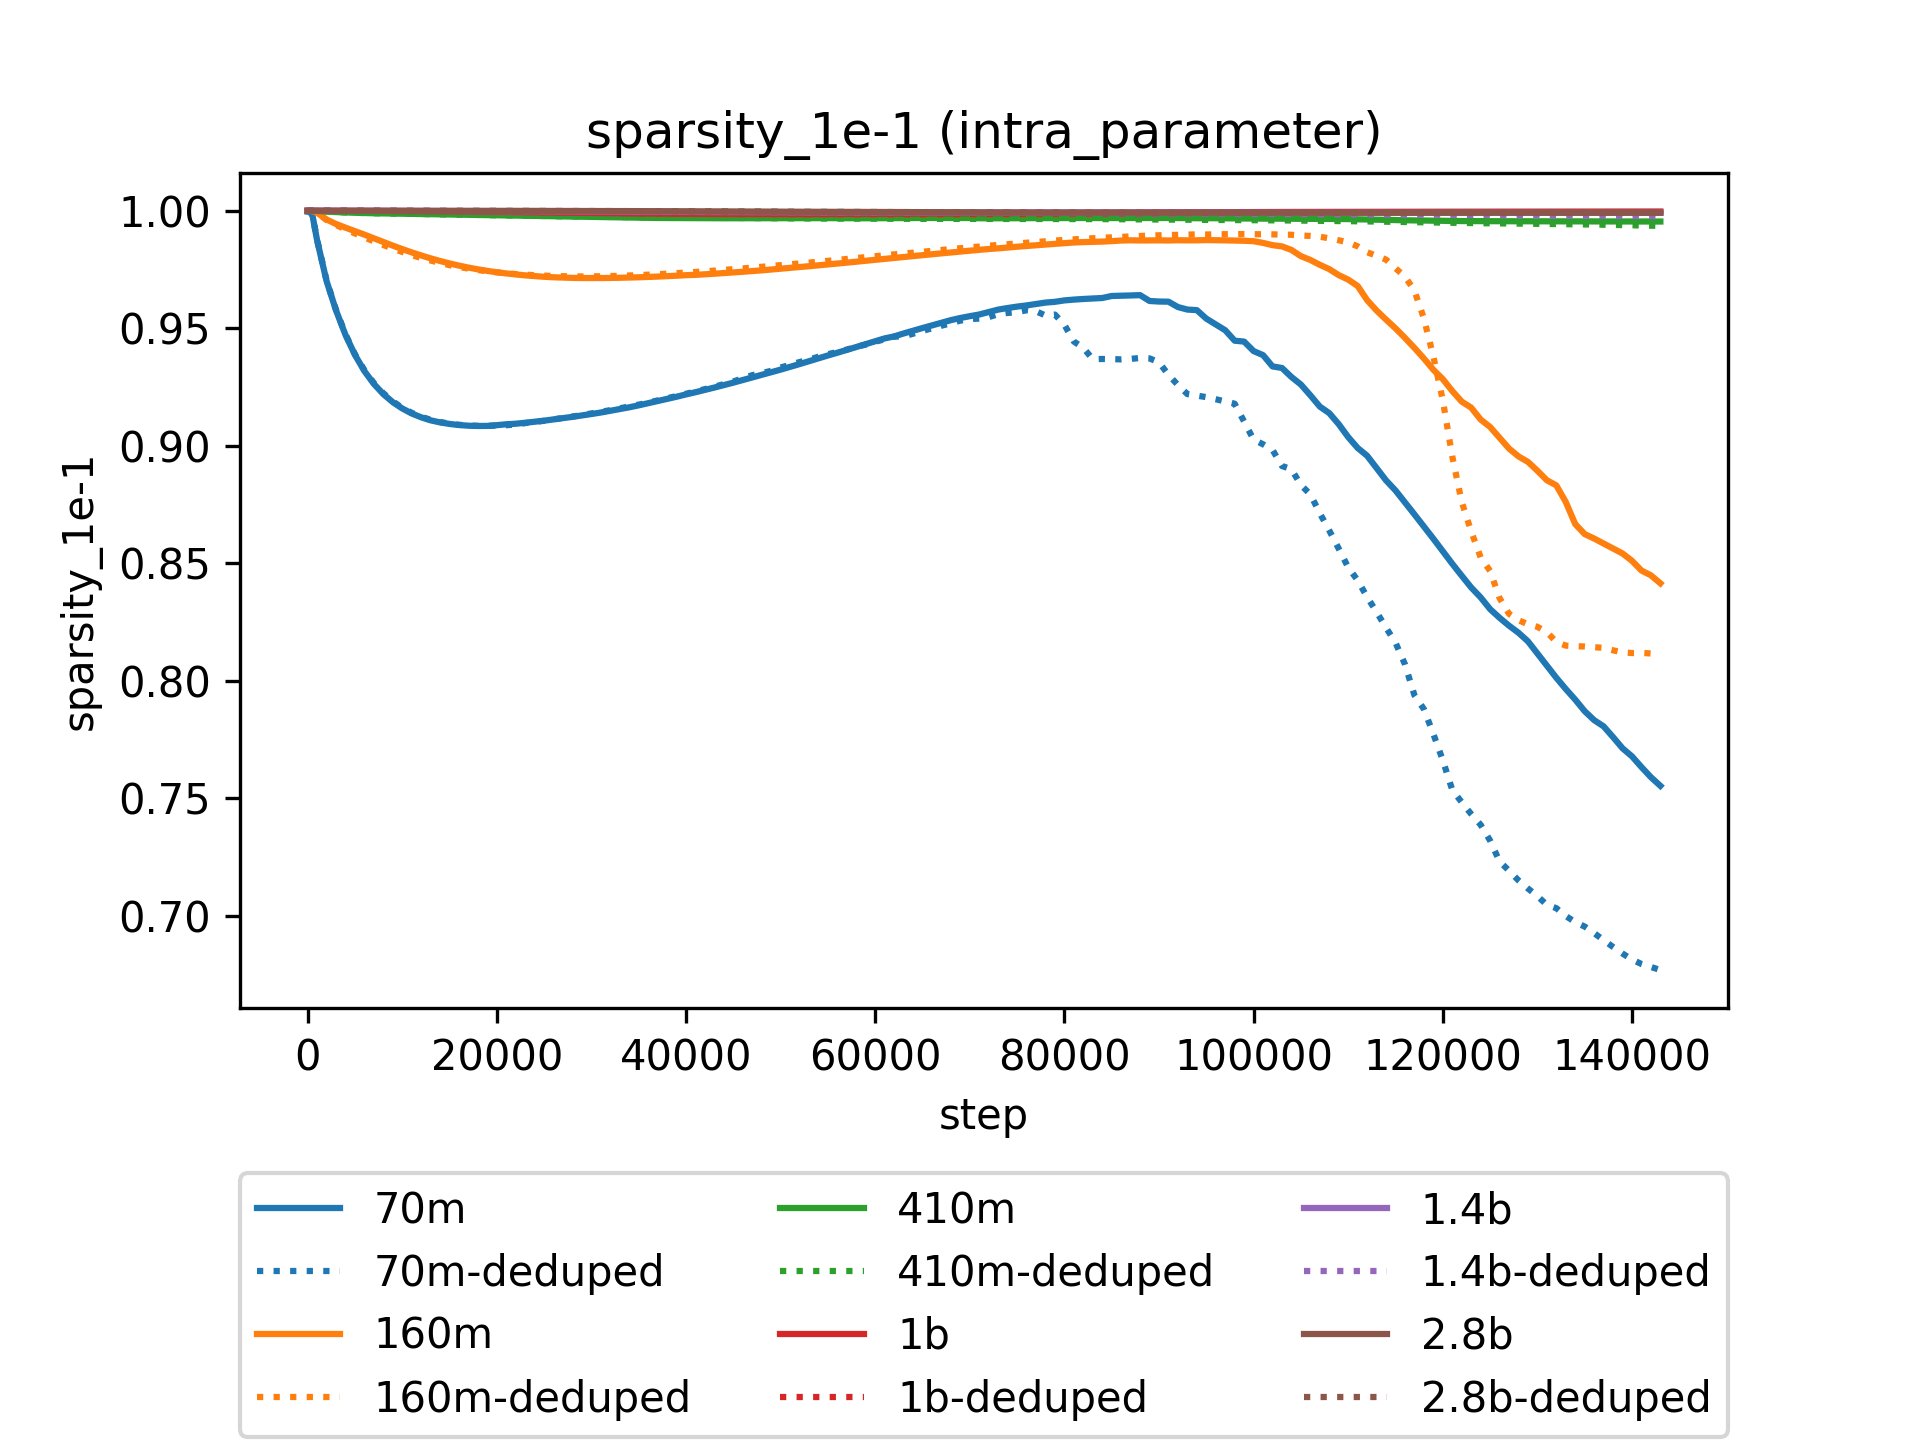 sparsity_1e-1 (intra_parameter)
1.00
0.95
0.90
0.85
0.80
0.75
0.70
sparsity_1e-1
0 20000 40000 60000 80000 100000 120000 140000
step
70m 410m 1.4b
70m-deduped 410m-deduped 1.4b-deduped
160m 1b 2.8b
160m-deduped 1b-deduped 2.8b-deduped